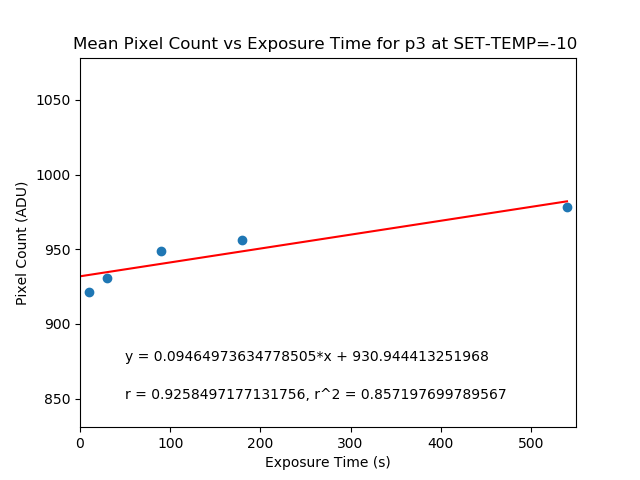 Mean Pixel Count vs Exposure Time for p3 at SET-TEMP=-10
1050
1000
950
900
850
Pixel Count (ADU)
y = 0.09464973634778505*x + 930.944413251968
r = 0.9258497177131756, r^2 = 0.857197699789567
0 100 200 300 400 500
Exposure Time (s)